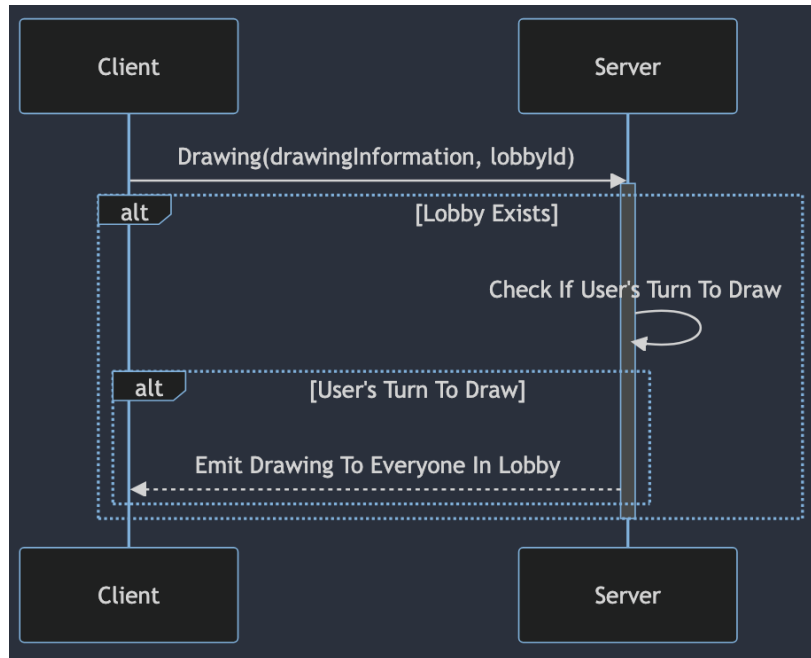 Client
Server
Drawing(drawingInformation, lobbyId)
alt
[Lobby Exists]
Check If User's Turn To Draw
alt
[User's Turn To Draw]
Emit Drawing To Everyone In Lobby
Client
Server